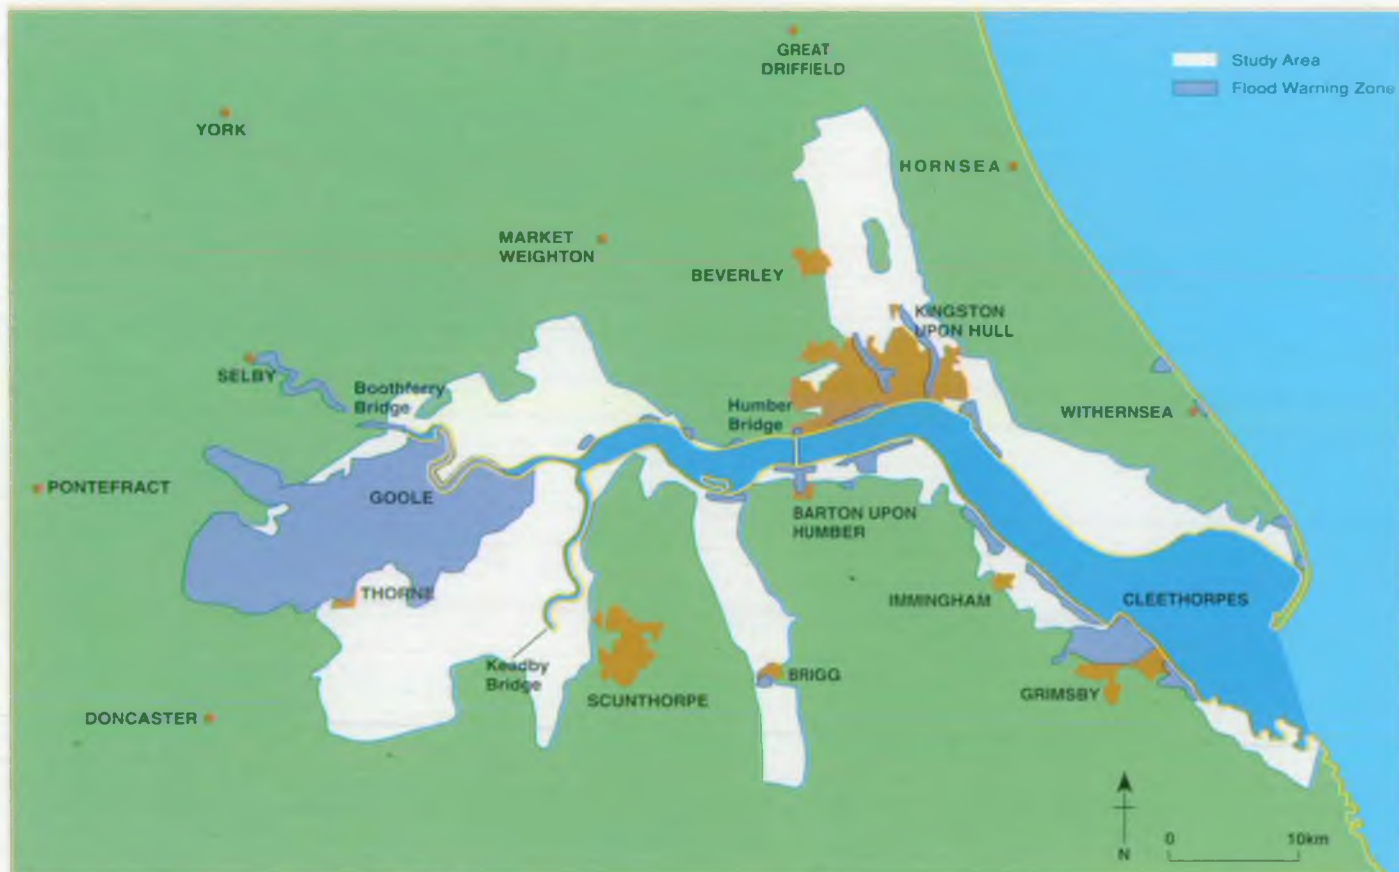 GREAT
DRIFFIELD
Study Area
Flood Warning Zone
YORK
HORNSEA
MARKET
WEIGHTON
BEVERLEY
KINGSTON
UPON HULL
SELBY
Boothferry
Bridge
Humber
Bridge
WITHERNSEA
PONTEFRACT
GOOLE
BARTON UPON
HUMBER
THORNE
IMMINGHAM
CLEETHORPES
Keadby
Bridge
SCUNTHORPE
BRIGG
GRIMSBY
DONCASTER
N
0 10km